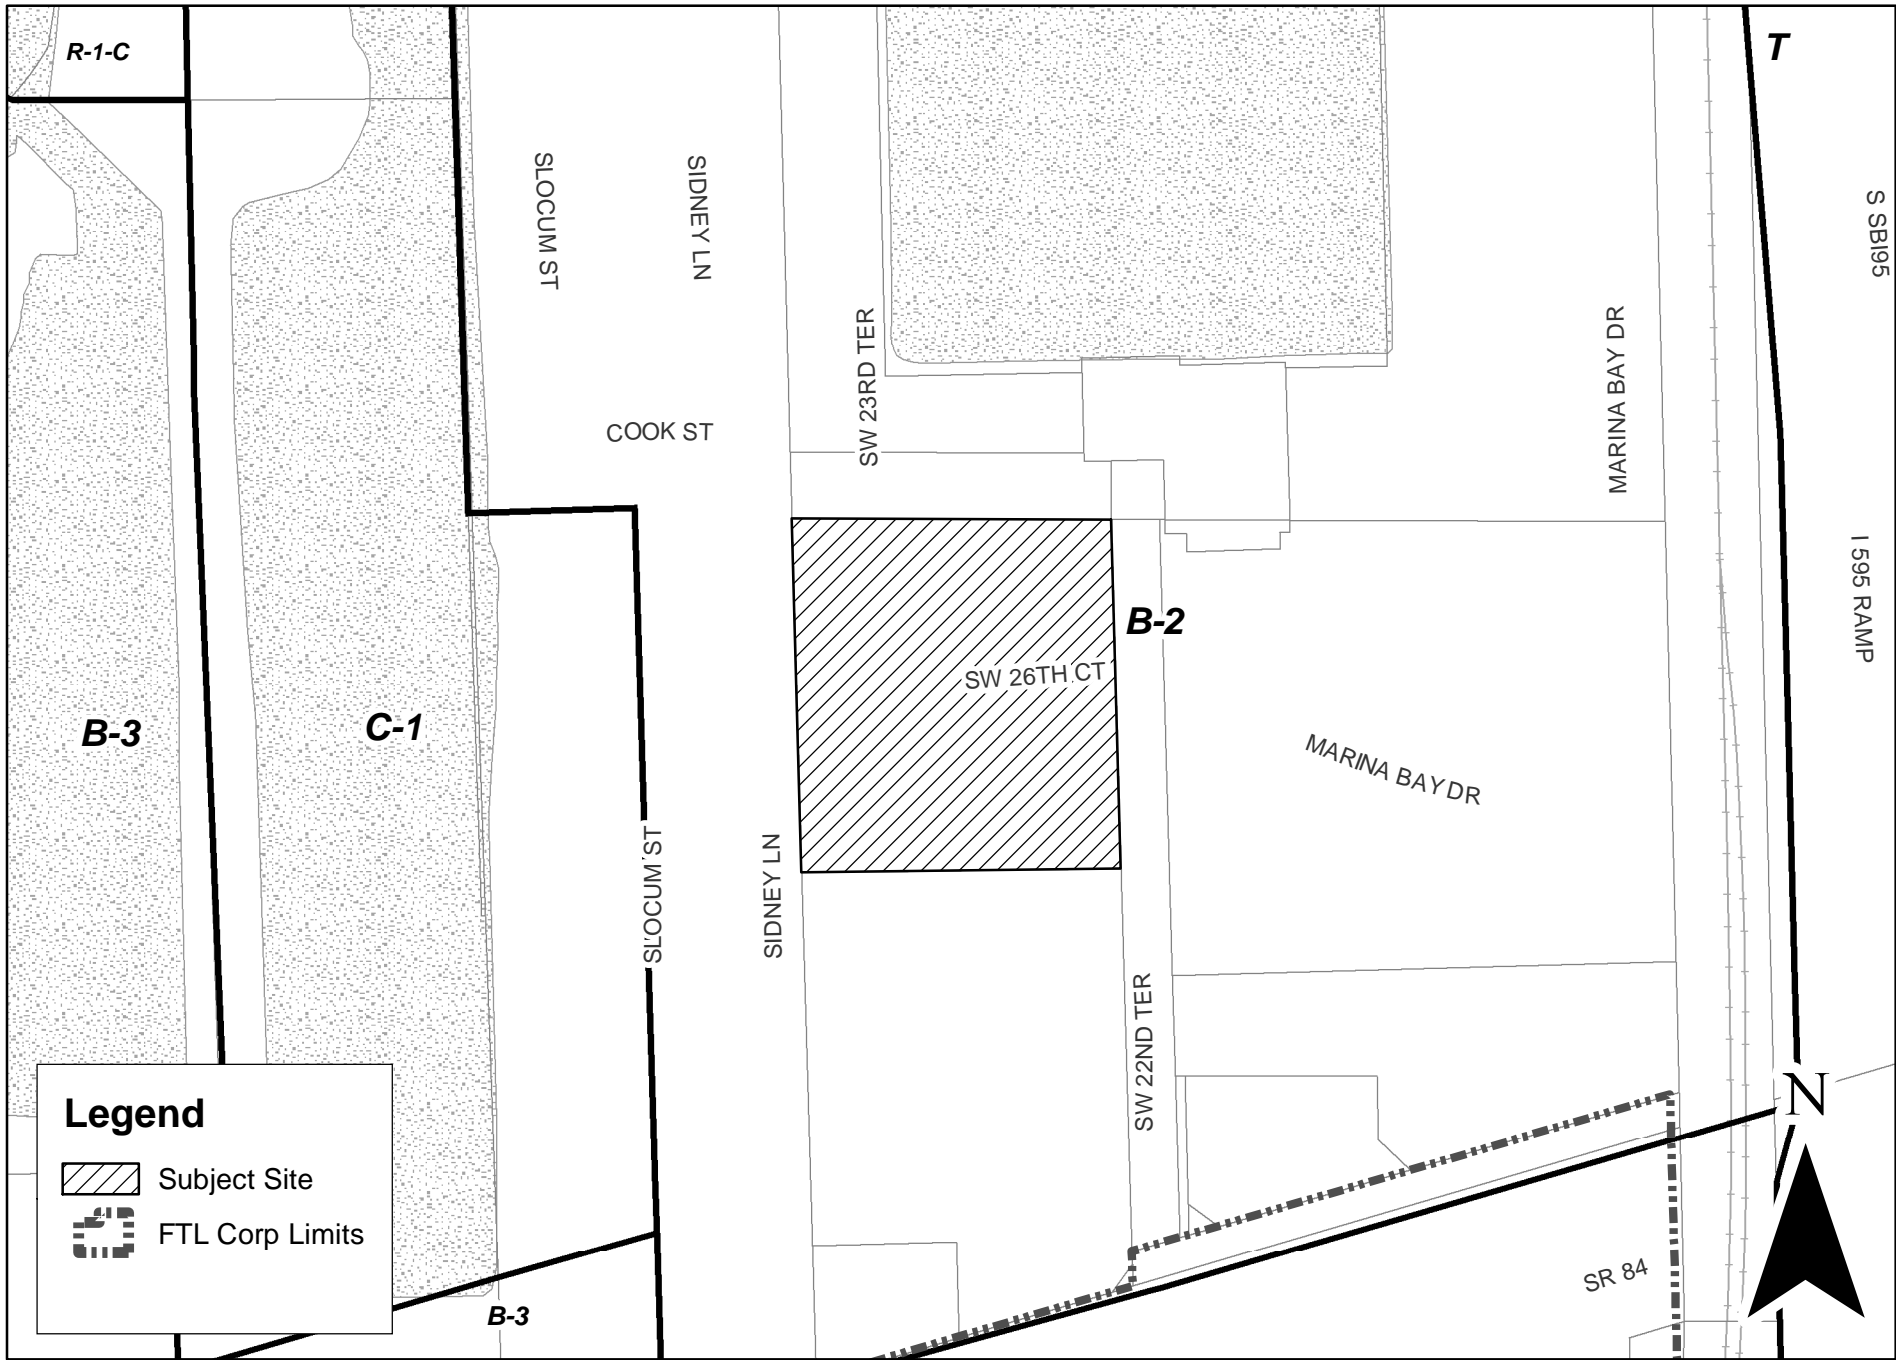 R-1-C
T
SLOCUM ST
SIDNEY LN
S SBI95
SW 23RD TER
MARINA BAY DR
COOK ST
I 595 RAMP
B-2
SW 26TH CT
B-3
C-1
MARINA BAY DR
SLOCUM ST
SIDNEY LN
SW 22ND TER
N
Legend
Subject Site
FTL Corp Limits
SR 84
B-3